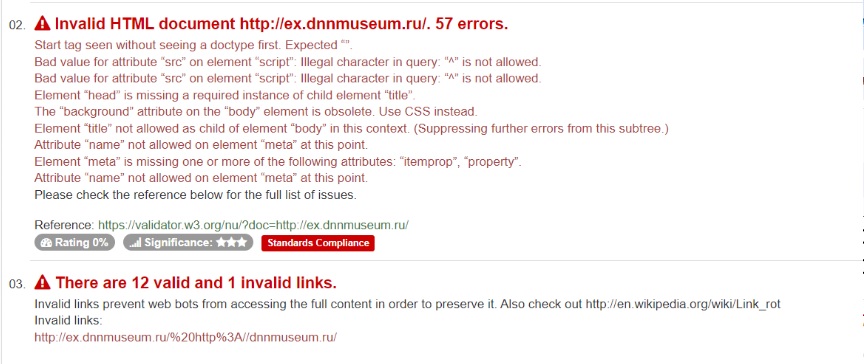 02. Invalid HTML document http://ex.dnnmuseum.ru/. 57 errors.
Start tag seen without seeing a doctype first. Expected “”.
Bad value for attribute “src” on element “script”: Illegal character in query: “^” is not allowed.
Bad value for attribute “src” on element “script”: Illegal character in query: “^” is not allowed.
Element “head” is missing a required instance of child element “title”.
The “background” attribute on the “body” element is obsolete. Use CSS instead.
Element “title” not allowed as child of element “body” in this context. (Suppressing further errors from this subtree.)
Attribute “name” not allowed on element “meta” at this point.
Element “meta” is missing one or more of the following attributes: “itemprop”, “property”.
Attribute “name” not allowed on element “meta” at this point.
Please check the reference below for the full list of issues.
Reference: https://validator.w3.org/nu/?doc=http://ex.dnnmuseum.ru/
Rating 0% Significance: ★★★ Standards Compliance
03. There are 12 valid and 1 invalid links.
Invalid links prevent web bots from accessing the full content in order to preserve it. Also check out http://en.wikipedia.org/wiki/Link_rot
Invalid links:
http://ex.dnnmuseum.ru/%20http%3A//dnnmuseum.ru/